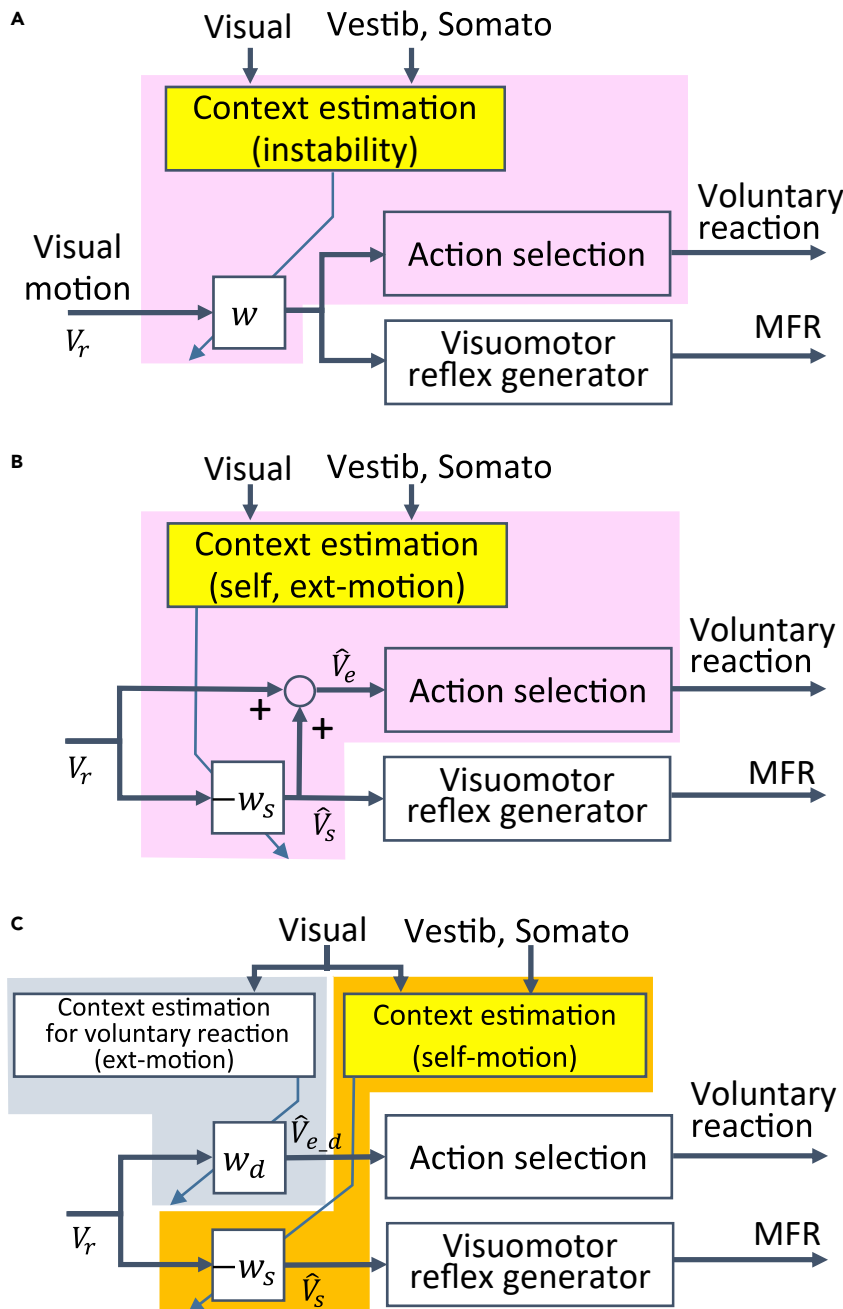 A
Visual
Vestib, Somato
Context estimation
(instability)
Voluntary
reaction
Action selection
Visual
motion
V_r
w
MFR
Visuomotor
reflex generator
B
Visual
Vestib, Somato
Context estimation
(self, ext-motion)
Voluntary
reaction
V̂_e
Action selection
+
+
V_r
MFR
−w_s
V̂_s
Visuomotor
reflex generator
C
Visual
Vestib, Somato
Context estimation
for voluntary reaction
(ext-motion)
Context estimation
(self-motion)
Voluntary
reaction
w_d
V̂_{e_d}
Action selection
V_r
MFR
−w_s
V̂_s
Visuomotor
reflex generator